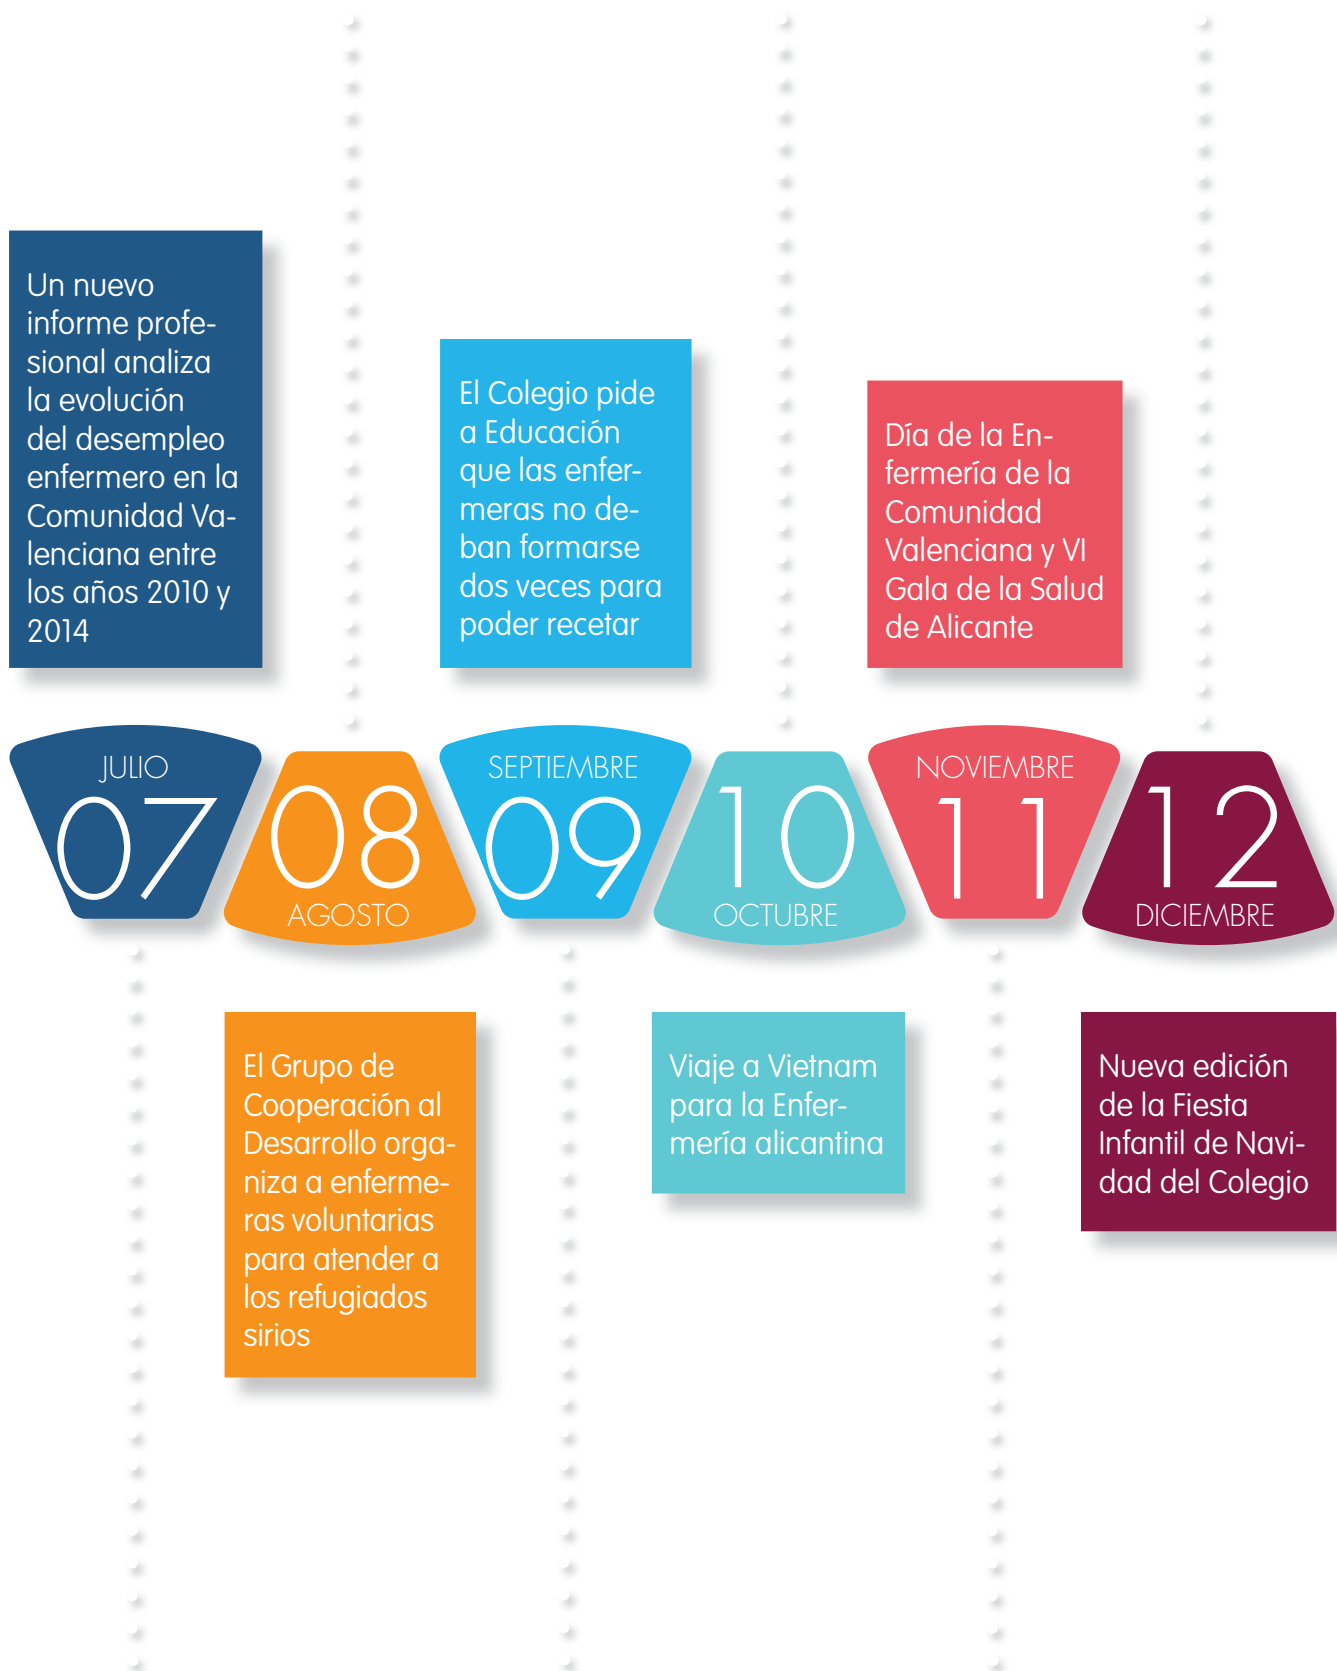 Un nuevo
informe profe-
sional analiza
la evolución
del desempleo
enfermero en la
Comunidad Va-
lenciana entre
los años 2010 y
2014
El Colegio pide
a Educación
que las enfer-
meras no de-
ban formarse
dos veces para
poder recetar
Día de la En-
fermería de la
Comunidad
Valenciana y VI
Gala de la Salud
de Alicante
JULIO
07
08
AGOSTO
SEPTIEMBRE
09
10
OCTUBRE
NOVIEMBRE
11
12
DICIEMBRE
El Grupo de
Cooperación al
Desarrollo orga-
niza a enferme-
ras voluntarias
para atender a
los refugiados
sirios
Viaje a Vietnam
para la Enfer-
mería alicantina
Nueva edición
de la Fiesta
Infantil de Navi-
dad del Colegio